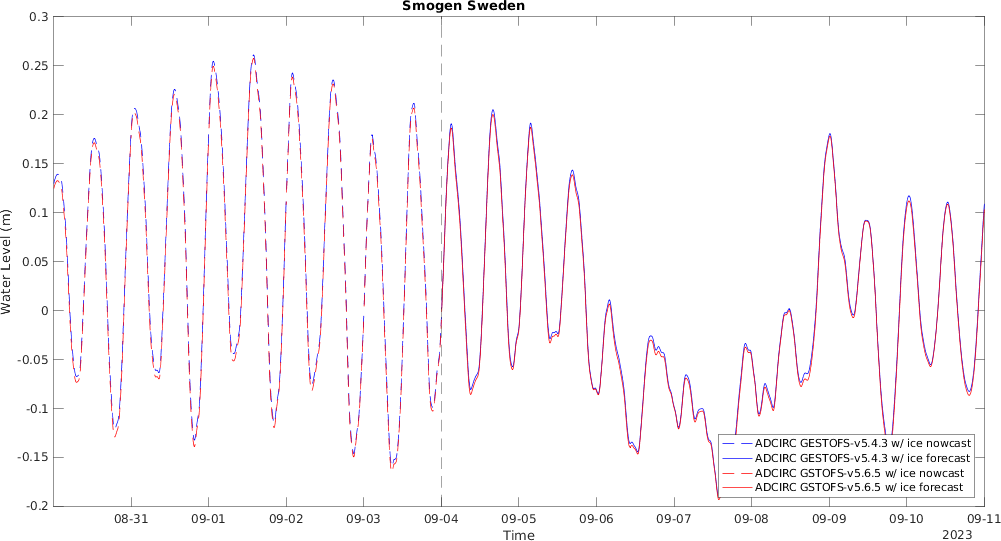 Smogen Sweden
0.3
0.25
0.2
0.15
0.1
0.05
0
-0.05
-0.1
-0.15
-0.2
Water Level (m)
ADCIRC GESTOFS-v5.4.3 w/ ice nowcast
ADCIRC GESTOFS-v5.4.3 w/ ice forecast
ADCIRC GSTOFS-v5.6.5 w/ ice nowcast
ADCIRC GSTOFS-v5.6.5 w/ ice forecast
08-31 09-01 09-02 09-03 09-04 09-05 09-06 09-07 09-08 09-09 09-10 09-11
Time
2023